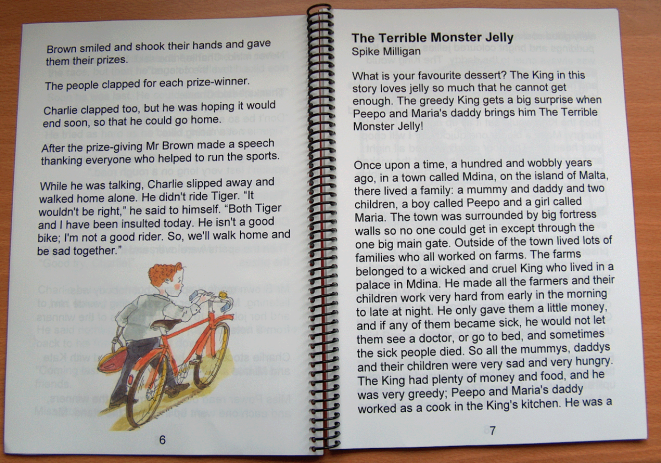 Brown smiled and shook their hands and gave
them their prizes.
The people clapped for each prize-winner.
Charlie clapped too, but he was hoping it would
end soon, so that he could go home.
After the prize-giving Mr Brown made a speech
thanking everyone who helped to run the sports.
While he was talking, Charlie slipped away and
walked home alone. He didn't ride Tiger. “It
wouldn't be right,” he said to himself. “Both Tiger
and I have been insulted today. He isn't a good
bike; I'm not a good rider. So, we'll walk home and
be sad together.”
6
The Terrible Monster Jelly
Spike Milligan
What is your favourite dessert? The King in this
story loves jelly so much that he cannot get
enough. The greedy King gets a big surprise when
Peepo and Maria's daddy brings him The Terrible
Monster Jelly!
Once upon a time, a hundred and wobbly years
ago, in a town called Mdina, on the island of Malta,
there lived a family: a mummy and daddy and two
children, a boy called Peepo and a girl called
Maria. The town was surrounded by big fortress
walls so no one could get in except through the
one big main gate. Outside of the town lived lots of
families who all worked on farms. The farms
belonged to a wicked and cruel King who lived in a
palace in Mdina. He made all the farmers and their
children work very hard from early in the morning
to late at night. He only gave them a little money,
and if any of them became sick, he would not let
them see a doctor, or go to bed, and sometimes
the sick people died. So all the mummys, daddys
and their children were very sad and very hungry.
The King had plenty of money and food, and he
was very greedy; Peepo and Maria's daddy
worked as a cook in the King's kitchen. He was a
7